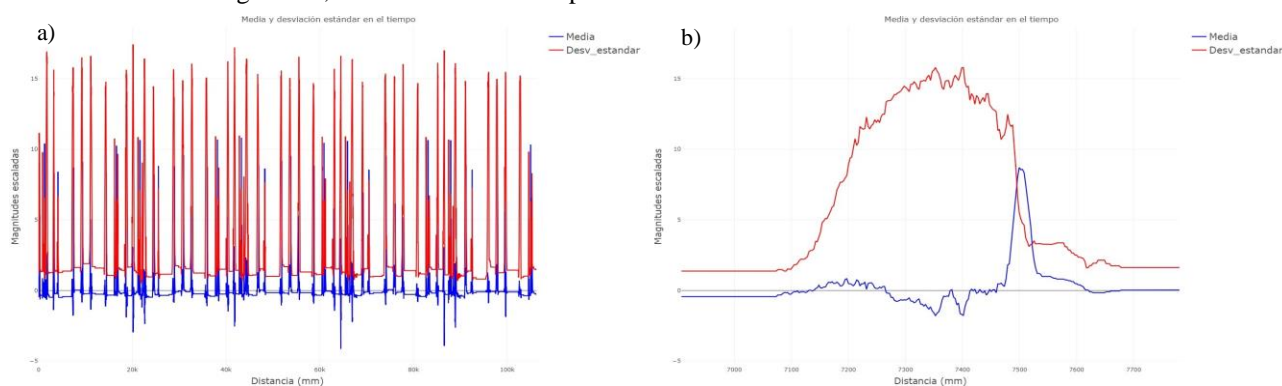 a)
Media y desviación estándar en el tiempo
Media
Desv_estandar
Magnitudes escaladas
15
10
5
0
−5
0 20k 40k 60k 80k 100k
Distancia (mm)
b)
Media y desviación estándar en el tiempo
Media
Desv_estandar
Magnitudes escaladas
15
10
5
0
−5
7000 7100 7200 7300 7400 7500 7600 7700
Distancia (mm)